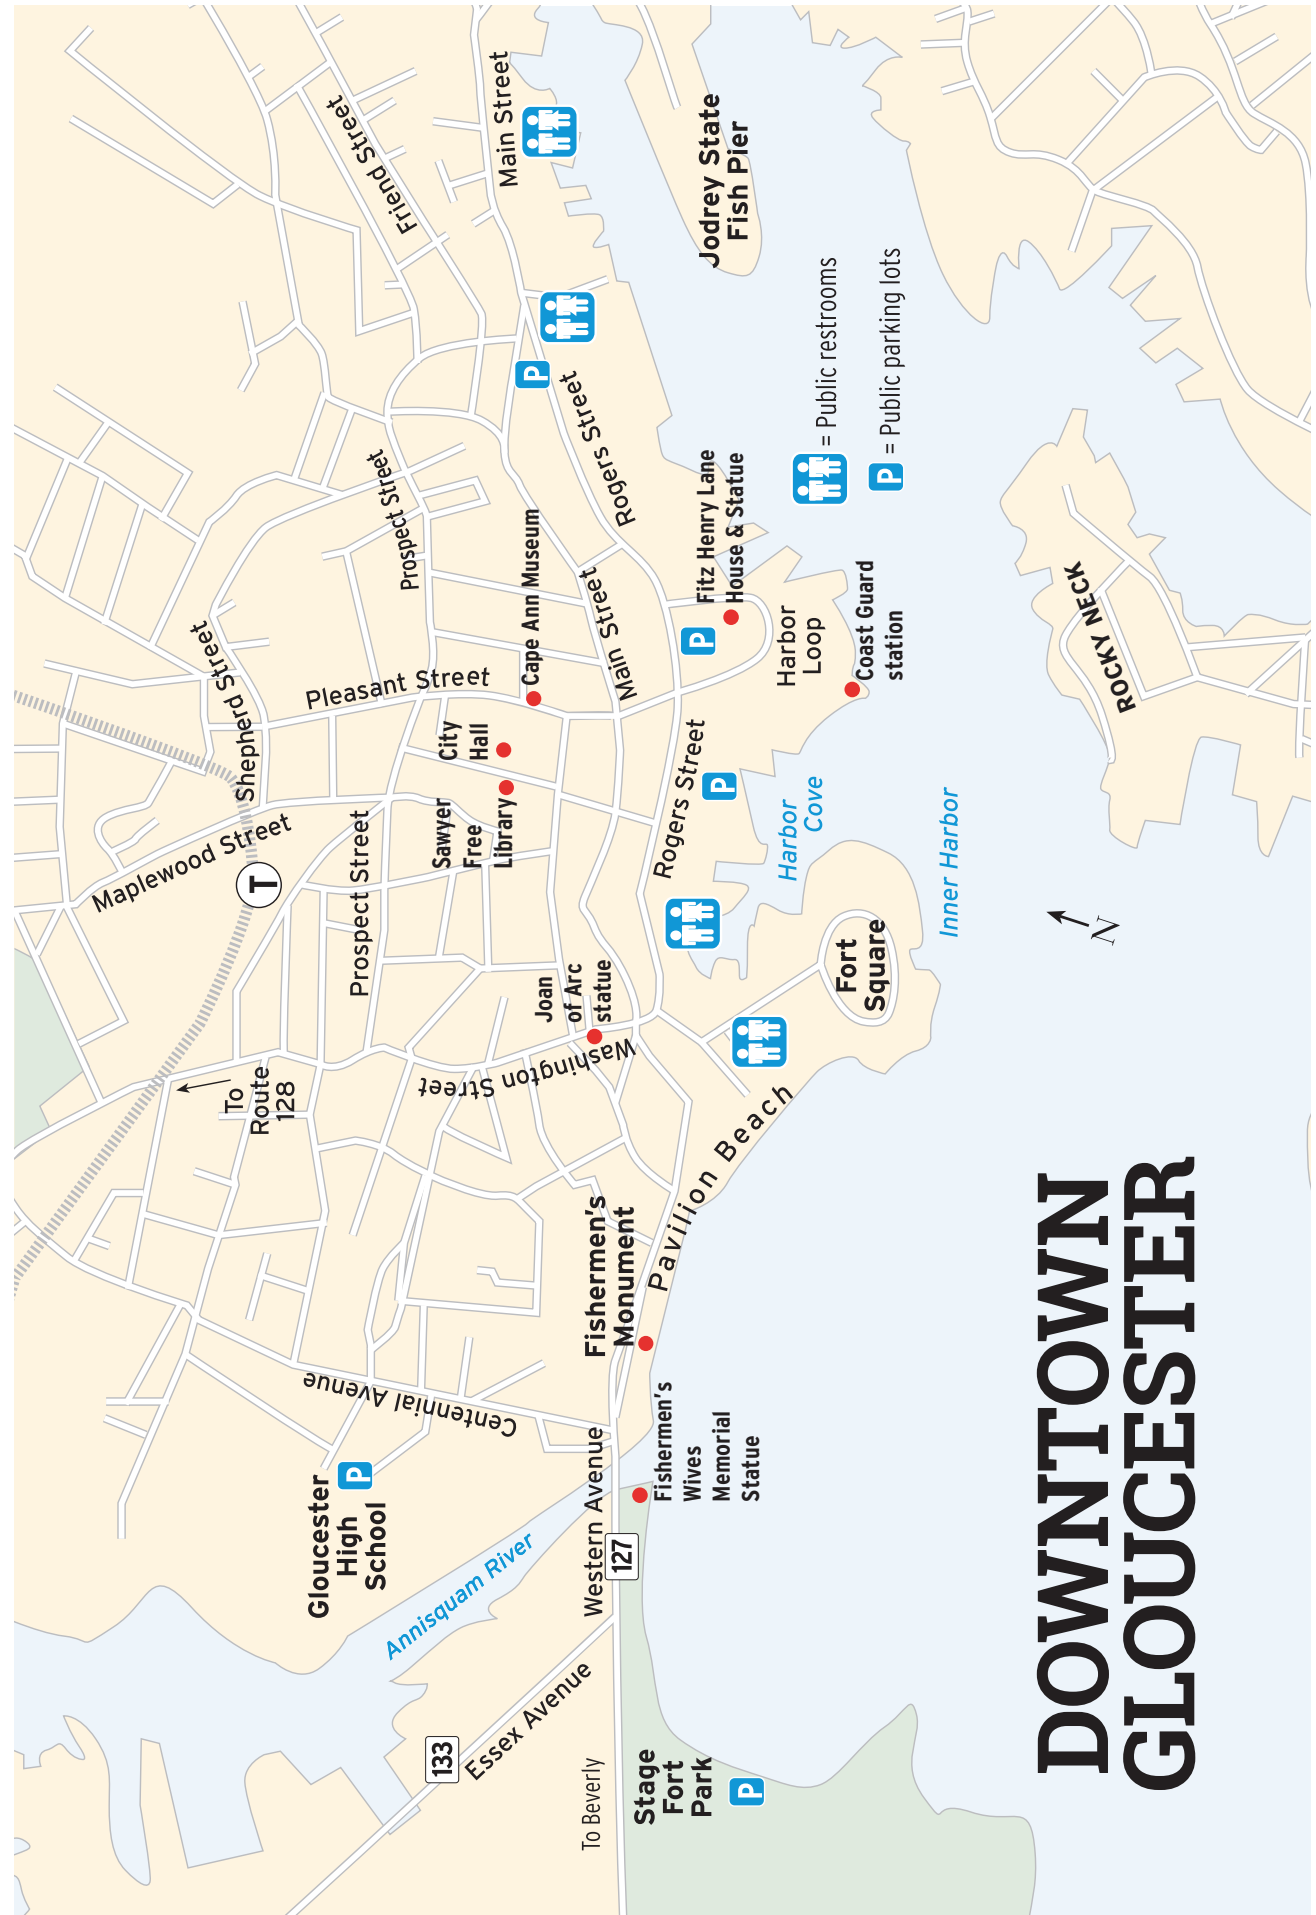 DOWNTOWN
GLOUCESTER
Maplewood Street
Shepherd Street
T
To
Route
128
Prospect Street
Prospect Street
Pleasant Street
Friend Street
Main Street
Main Street
Rogers Street
Rogers Street
Washington Street
Centennial Avenue
Western Avenue
Essex Avenue
133
127
To Beverly
Gloucester
High
School
P
Annisquam River
Stage
Fort
Park
P
Fishermen's
Wives
Memorial
Statue
Fishermen's
Monument
Pavilion Beach
Joan
of Arc
statue
Sawyer
Free
Library
City
Hall
Cape Ann Museum
P
Fitz Henry Lane
House & Statue
P
P
Harbor
Loop
Coast Guard
station
Harbor
Cove
Inner Harbor
Fort
Square
N
ROCKY NECK
Jodrey State
Fish Pier
= Public restrooms
P = Public parking lots